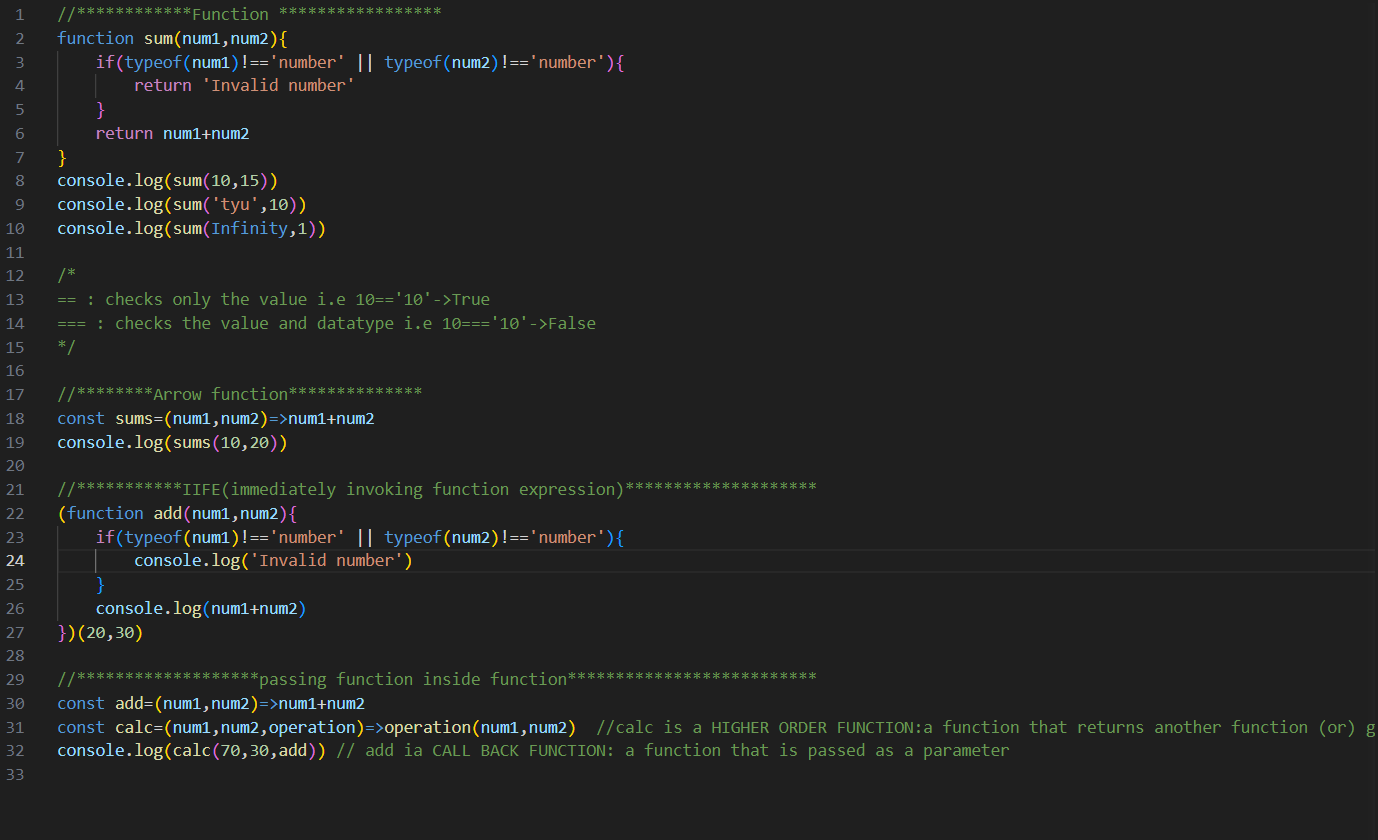 1 //************Function *****************
2 function sum(num1,num2){
3 if(typeof(num1)!=='number' || typeof(num2)!=='number'){
4 return 'Invalid number'
5 }
6 return num1+num2
7 }
8 console.log(sum(10,15))
9 console.log(sum('tyu',10))
10 console.log(sum(Infinity,1))
11
12 /*
13 == : checks only the value i.e 10=='10'->True
14 === : checks the value and datatype i.e 10==='10'->False
15 */
16
17 //********Arrow function**************
18 const sums=(num1,num2)=>num1+num2
19 console.log(sums(10,20))
20
21 //***********IIFE(immediately invoking function expression)********************
22 (function add(num1,num2){
23 if(typeof(num1)!=='number' || typeof(num2)!=='number'){
24 console.log('Invalid number')
25 }
26 console.log(num1+num2)
27 })(20,30)
28
29 //*******************passing function inside function**************************
30 const add=(num1,num2)=>num1+num2
31 const calc=(num1,num2,operation)=>operation(num1,num2)  //calc is a HIGHER ORDER FUNCTION:a function that returns another function (or) g
32 console.log(calc(70,30,add)) // add ia CALL BACK FUNCTION: a function that is passed as a parameter
33